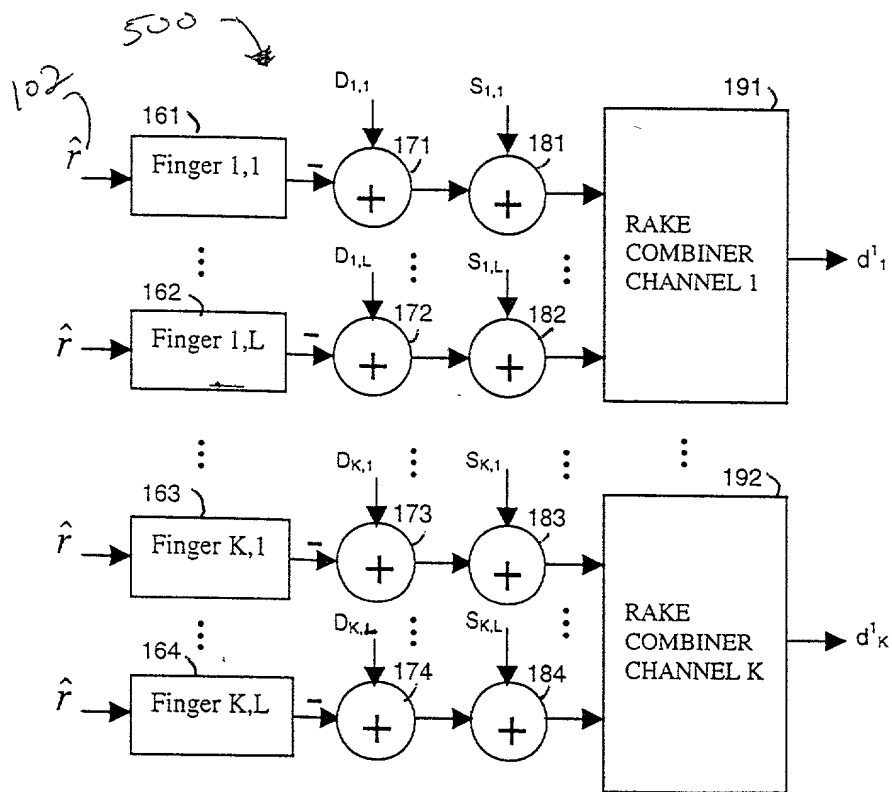 500
102
D1,1 S1,1 191
161
r̂ Finger 1,1 − + 171 + 181
RAKE
COMBINER
CHANNEL 1
d¹1
D1,L S1,L
162
r̂ Finger 1,L − + 172 + 182
DK,1 SK,1 192
163
r̂ Finger K,1 − + 173 + 183
RAKE
COMBINER
CHANNEL K
d¹K
DK,L SK,L
164
r̂ Finger K,L − + 174 + 184